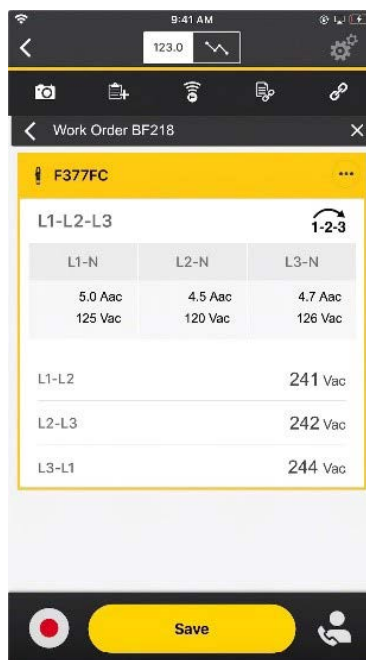 9:41 AM
123.0
Work Order BF218
F377FC
L1-L2-L3
1-2-3
L1-N L2-N L3-N
5.0 Aac 4.5 Aac 4.7 Aac
125 Vac 120 Vac 126 Vac
L1-L2 241 Vac
L2-L3 242 Vac
L3-L1 244 Vac
Save